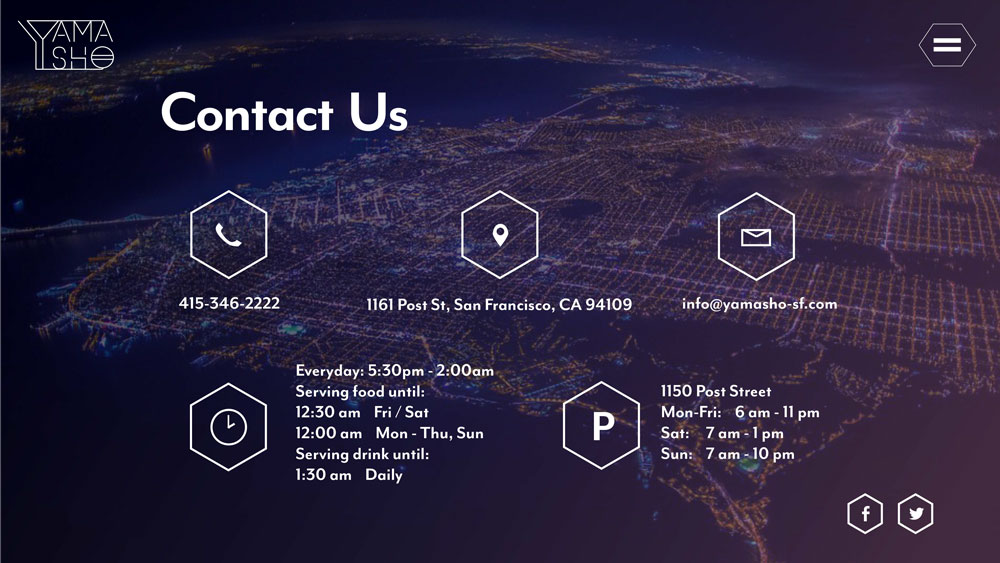 YAMA
SHO
Contact Us
415-346-2222
1161 Post St, San Francisco, CA 94109
info@yamasho-sf.com
Everyday: 5:30pm - 2:00am
Serving food until:
12:30 am Fri / Sat
12:00 am Mon - Thu, Sun
Serving drink until:
1:30 am Daily
P
1150 Post Street
Mon-Fri: 6 am - 11 pm
Sat: 7 am - 1 pm
Sun: 7 am - 10 pm